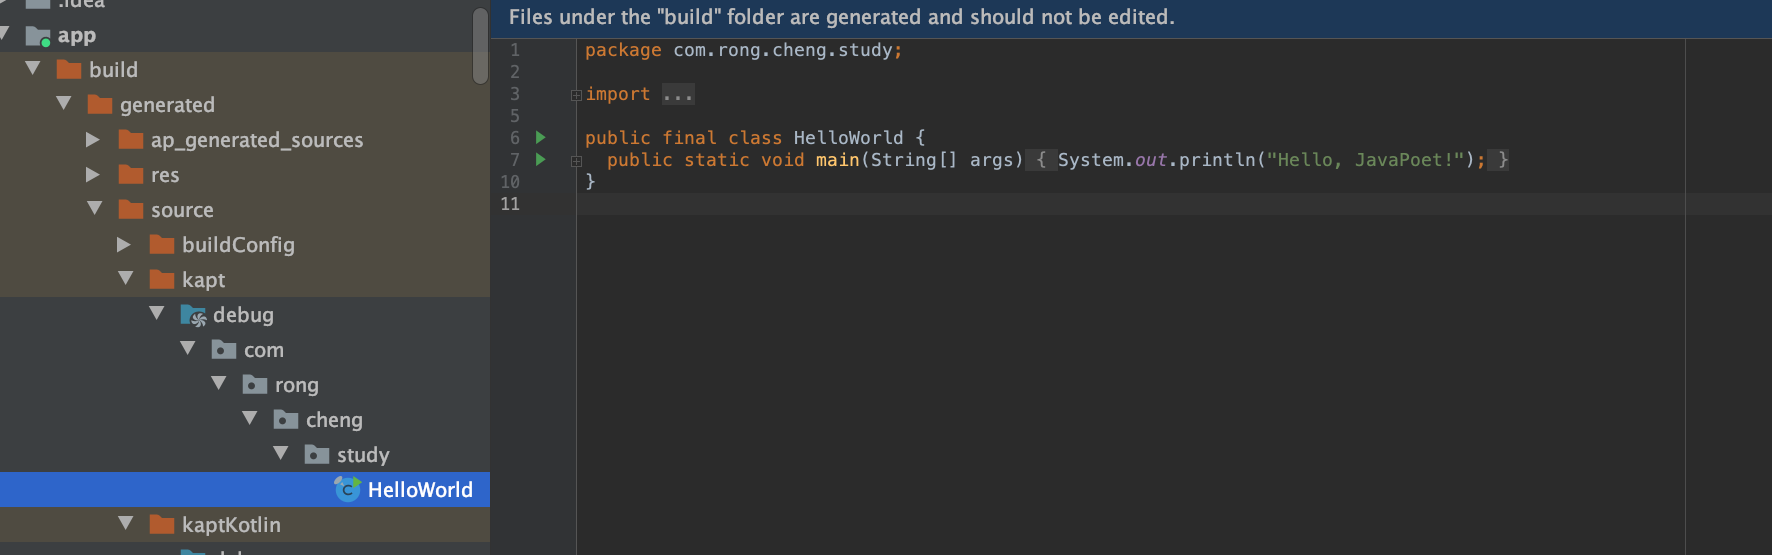 .idea
app
build
generated
ap_generated_sources
res
source
buildConfig
kapt
debug
com
rong
cheng
study
HelloWorld
kaptKotlin
Files under the "build" folder are generated and should not be edited.
1 package com.rong.cheng.study;
2
3 import ...
5
6 public final class HelloWorld {
7 public static void main(String[] args) { System.out.println("Hello, JavaPoet!"); }
10 }
11